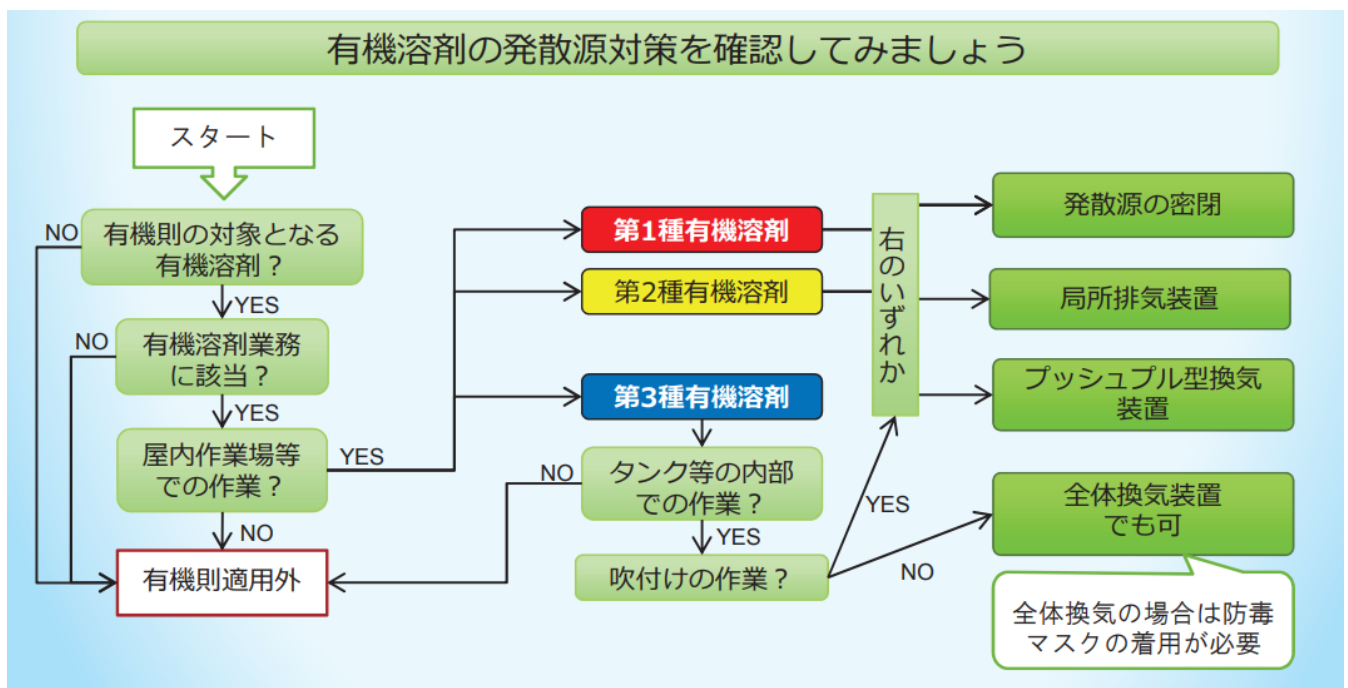 有機溶剤の発散源対策を確認してみましょう
スタート
NO
有機則の対象となる
有機溶剤？
YES
NO
有機溶剤業務
に該当？
YES
屋内作業場等
での作業？
YES
NO
有機則適用外
第1種有機溶剤
第2種有機溶剤
第3種有機溶剤
NO
タンク等の内部
での作業？
YES
吹付けの作業？
YES
NO
右のいずれか
発散源の密閉
局所排気装置
プッシュプル型換気
装置
全体換気装置
でも可
全体換気の場合は防毒
マスクの着用が必要